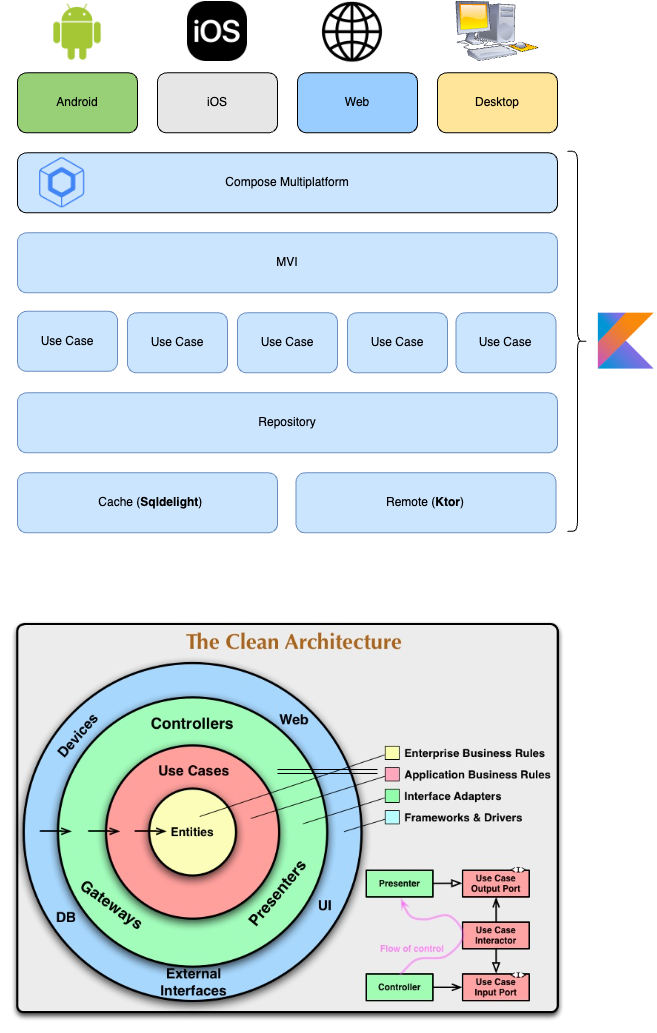 iOS
Android
iOS
Web
Desktop
Compose Multiplatform
MVI
Use Case
Use Case
Use Case
Use Case
Use Case
Repository
Cache (Sqldelight)
Remote (Ktor)
The Clean Architecture
Devices
Controllers
Web
Use Cases
Entities
Enterprise Business Rules
Application Business Rules
Interface Adapters
Frameworks & Drivers
DB
Gateways
Presenters
UI
External
Interfaces
Presenter
Use Case
Output Port
<I>
Flow of control
Use Case
Interactor
Controller
Use Case
Input Port
<I>